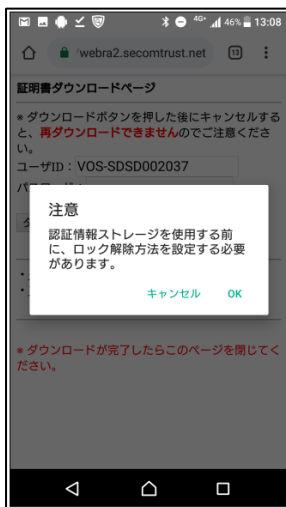 4G+ 46% 13:08
/webra2.secomtrust.net 13
証明書ダウンロードページ
* ダウンロードボタンを押した後にキャンセルする
と、再ダウンロードできませんのでご注意くださ
い。
ユーザID：VOS-SDSD002037
注意
認証情報ストレージを使用する前
に、ロック解除方法を設定する必要
があります。
キャンセル OK
* ダウンロードが完了したらこのページを閉じてく
ださい。